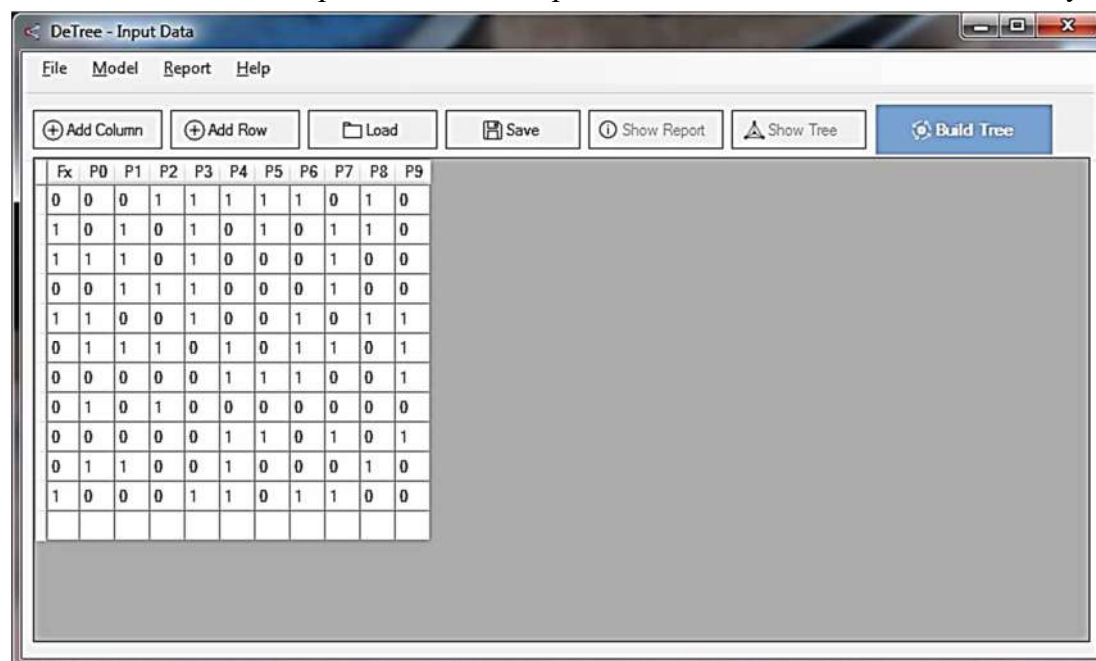 DeTree - Input Data
File Model Report Help
Add Column Add Row Load Save Show Report Show Tree Build Tree
Fx P0 P1 P2 P3 P4 P5 P6 P7 P8 P9
0 0 0 1 1 1 1 1 0 1 0
1 0 1 0 1 0 1 0 1 1 0
1 1 1 0 1 0 0 0 1 0 0
0 0 1 1 1 0 0 0 1 0 0
1 1 0 0 1 0 0 1 0 1 1
0 1 1 1 0 1 0 1 1 0 1
0 0 0 0 0 1 1 1 0 0 1
0 1 0 1 0 0 0 0 0 0 0
0 0 0 0 0 1 1 0 1 0 1
0 1 1 0 0 1 0 0 0 1 0
1 0 0 0 1 1 0 1 1 0 0